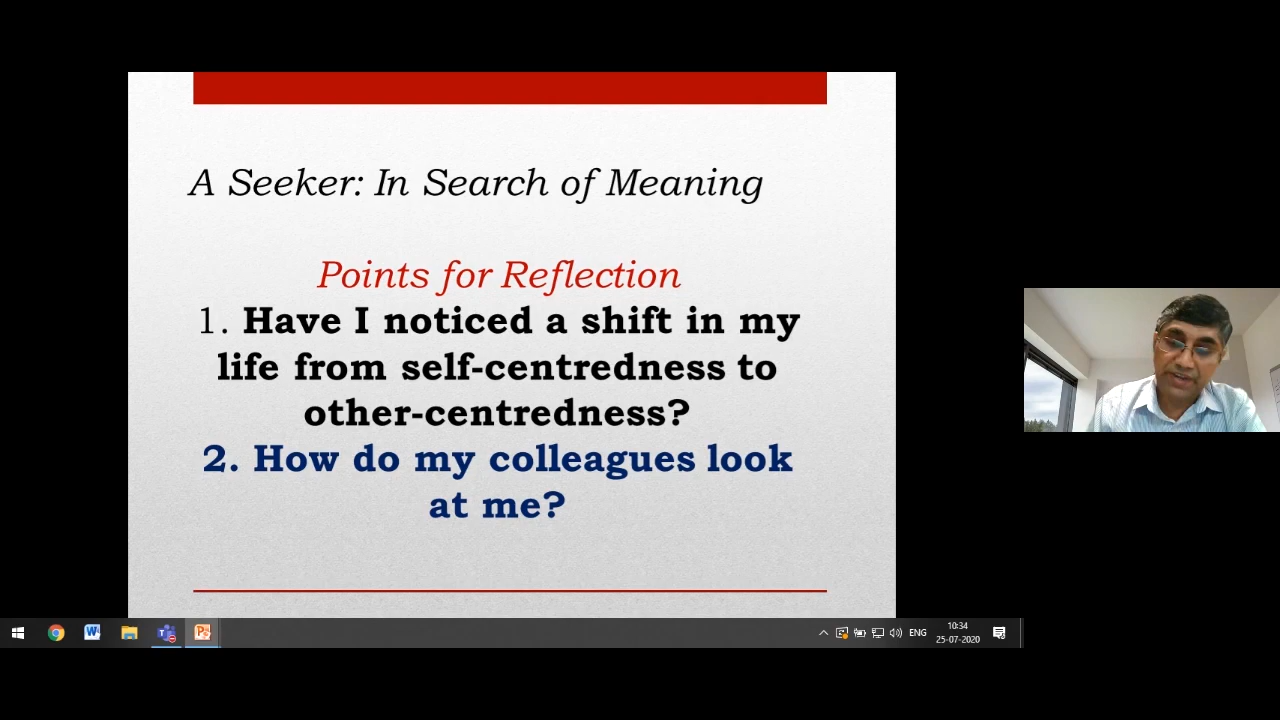 A Seeker: In Search of Meaning
Points for Reflection
1. Have I noticed a shift in my
life from self-centredness to
other-centredness?
2. How do my colleagues look
at me?
ENG
10:34
25-07-2020